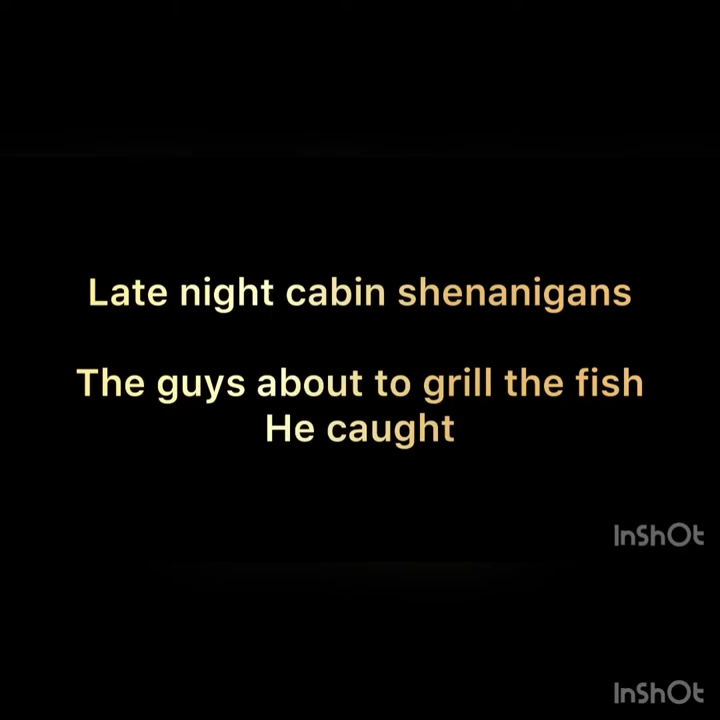 Late night cabin shenanigans
The guys about to grill the fish
He caught
InShOt
InShOt